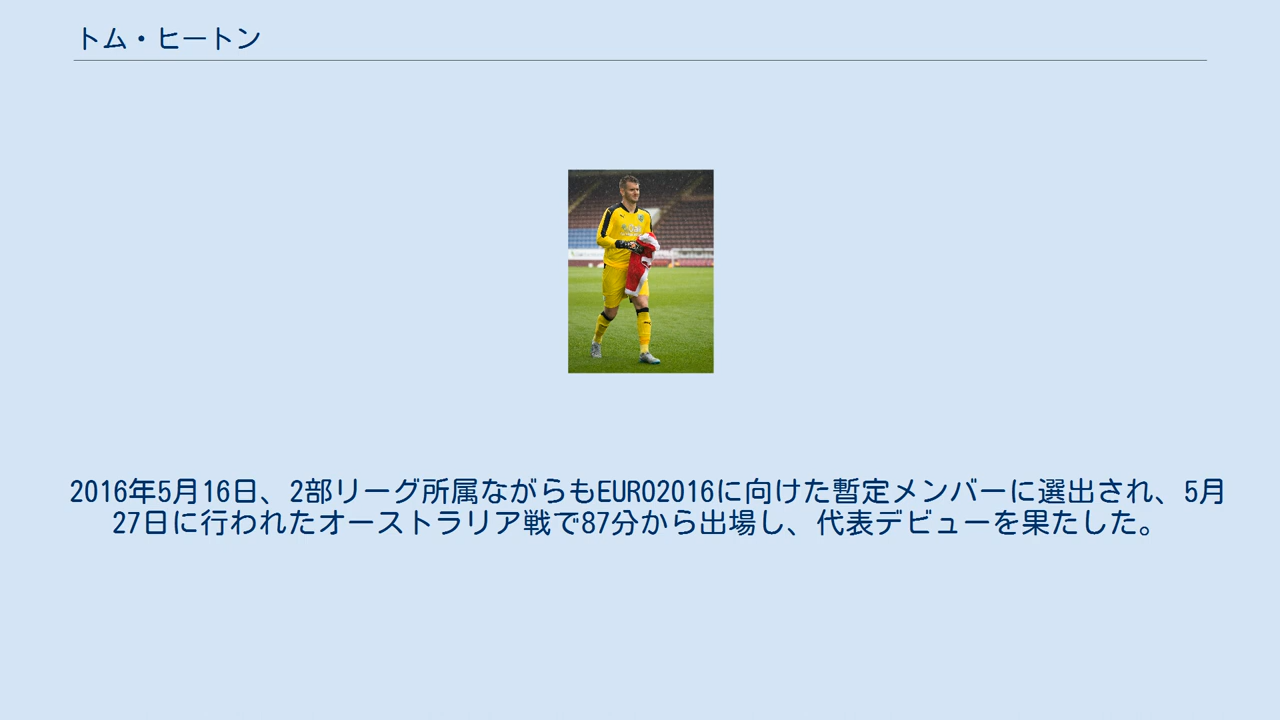 トム・ヒートン
2016年5月16日、2部リーグ所属ながらもEURO2016に向けた暫定メンバーに選出され、5月
27日に行われたオーストラリア戦で87分から出場し、代表デビューを果たした。